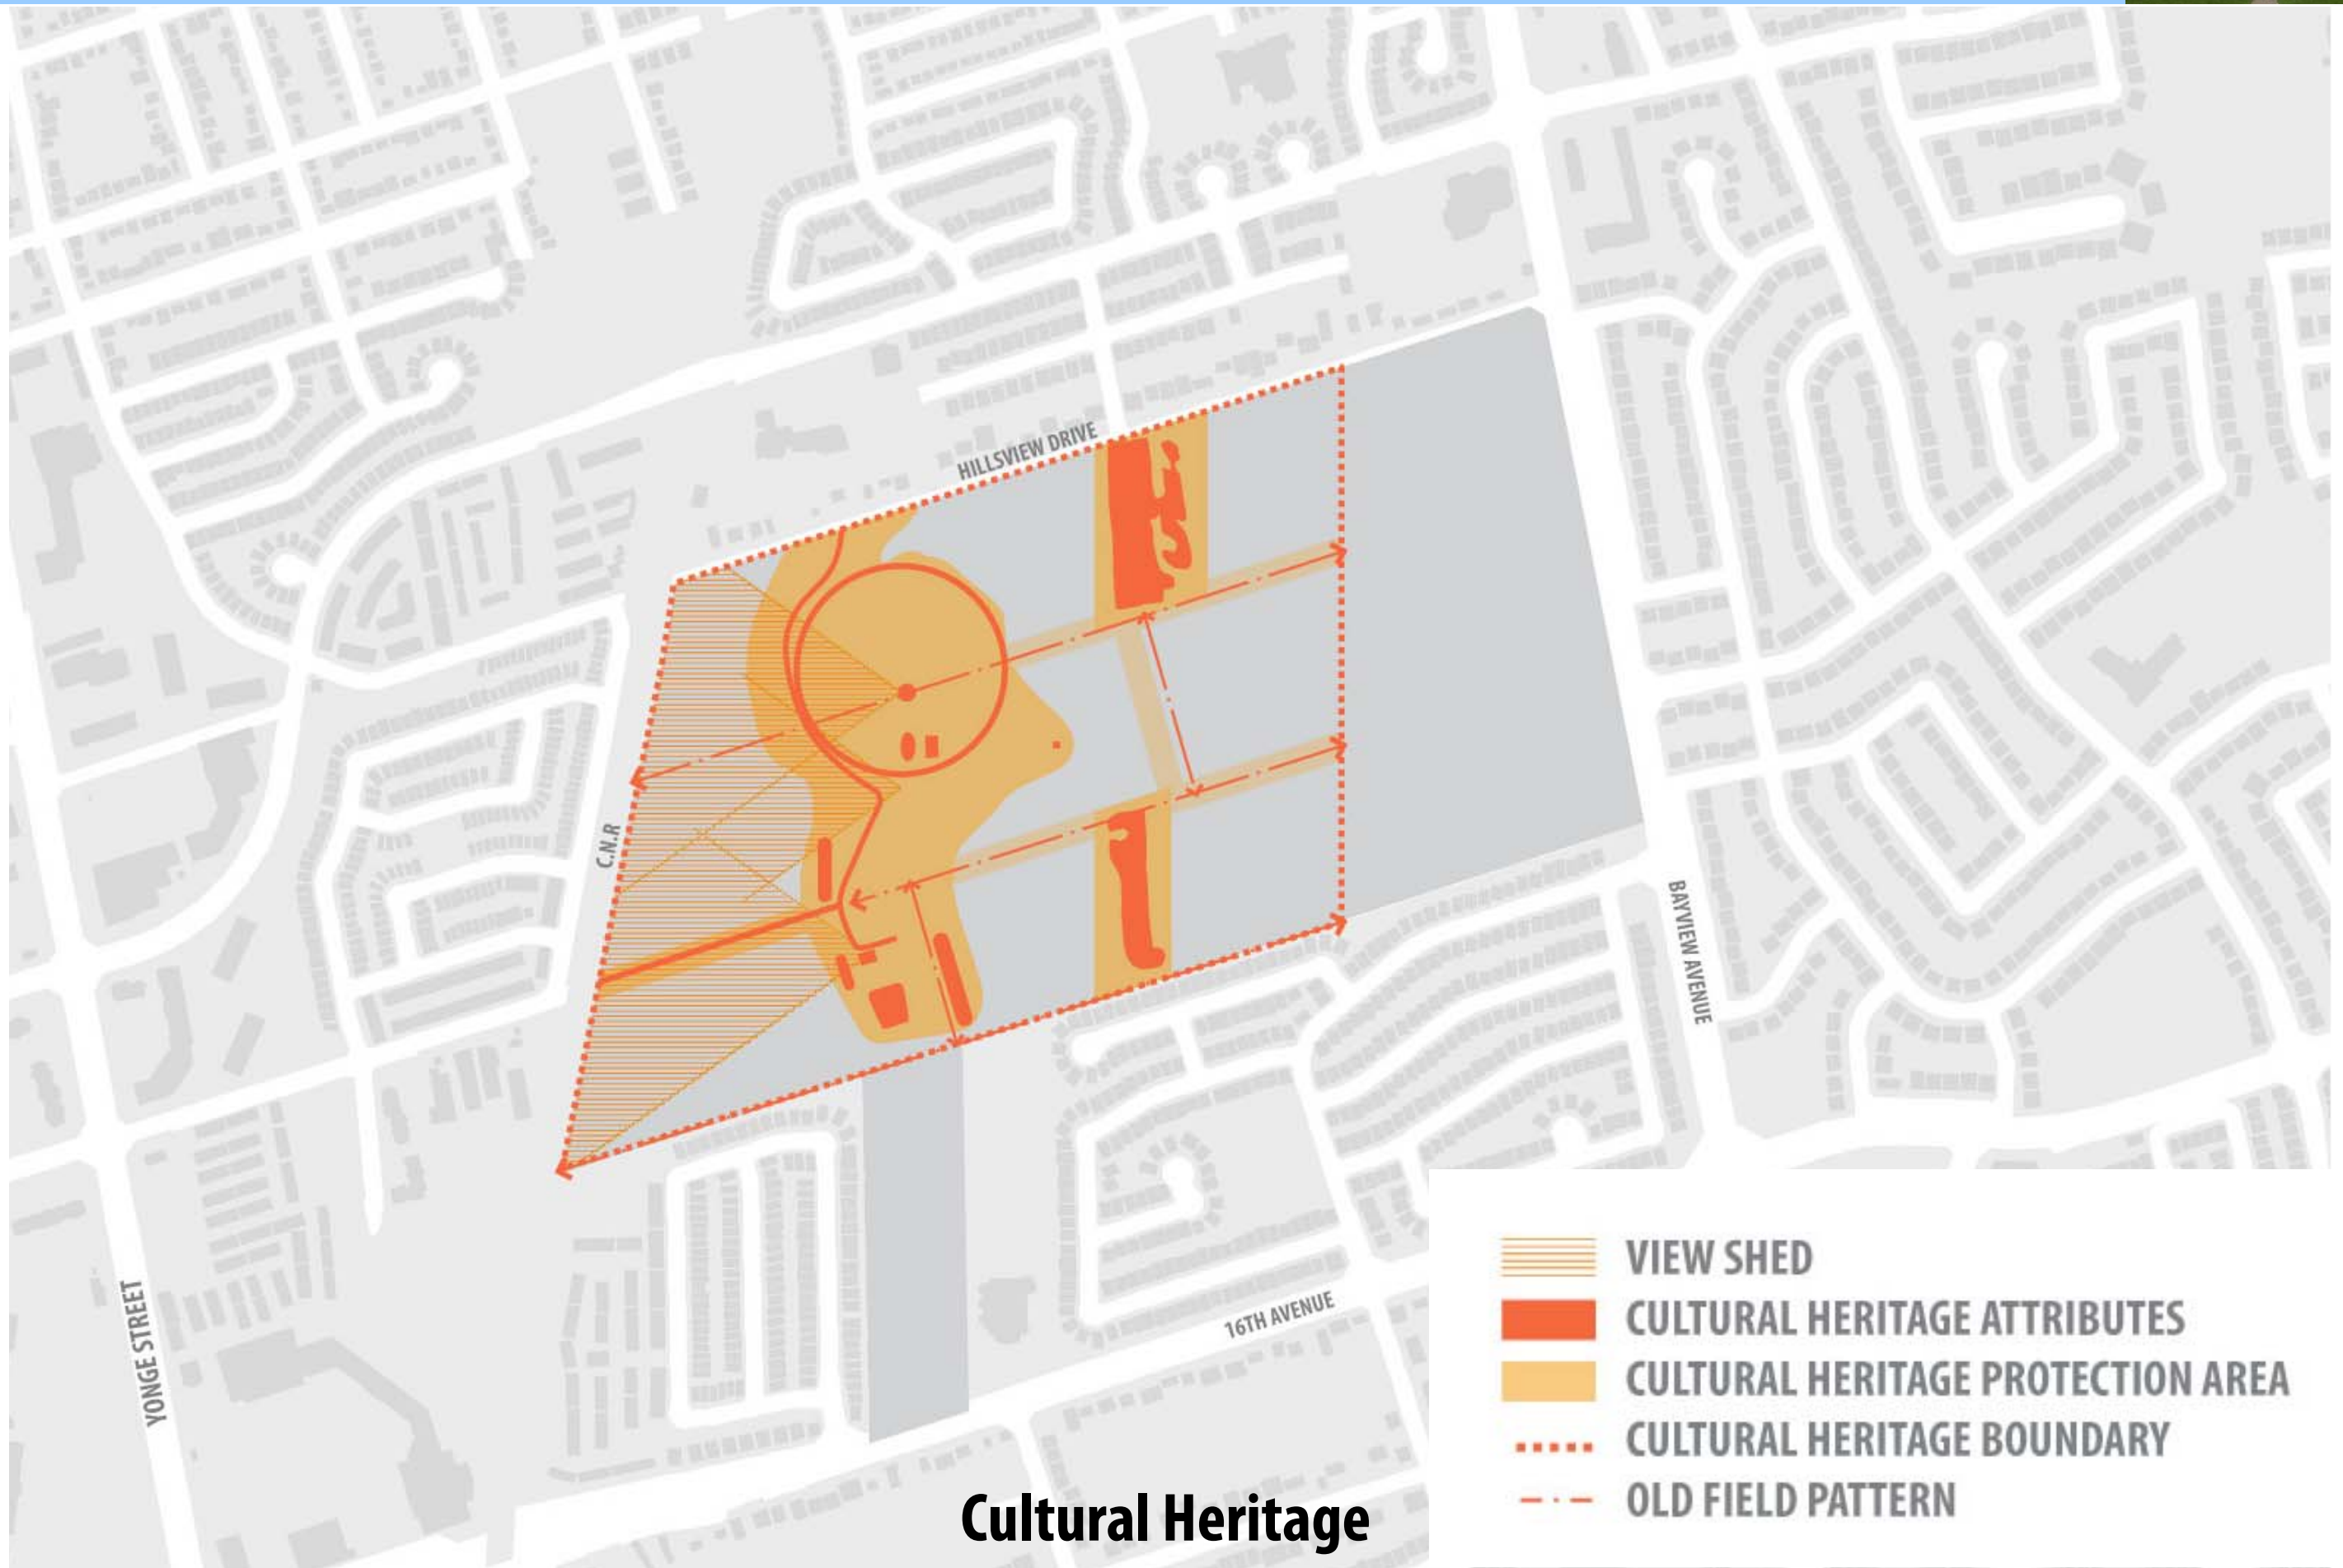 HILLSVIEW DRIVE
C.N.R
BAYVIEW AVENUE
YONGE STREET
16TH AVENUE
VIEW SHED
CULTURAL HERITAGE ATTRIBUTES
CULTURAL HERITAGE PROTECTION AREA
CULTURAL HERITAGE BOUNDARY
OLD FIELD PATTERN
Cultural Heritage